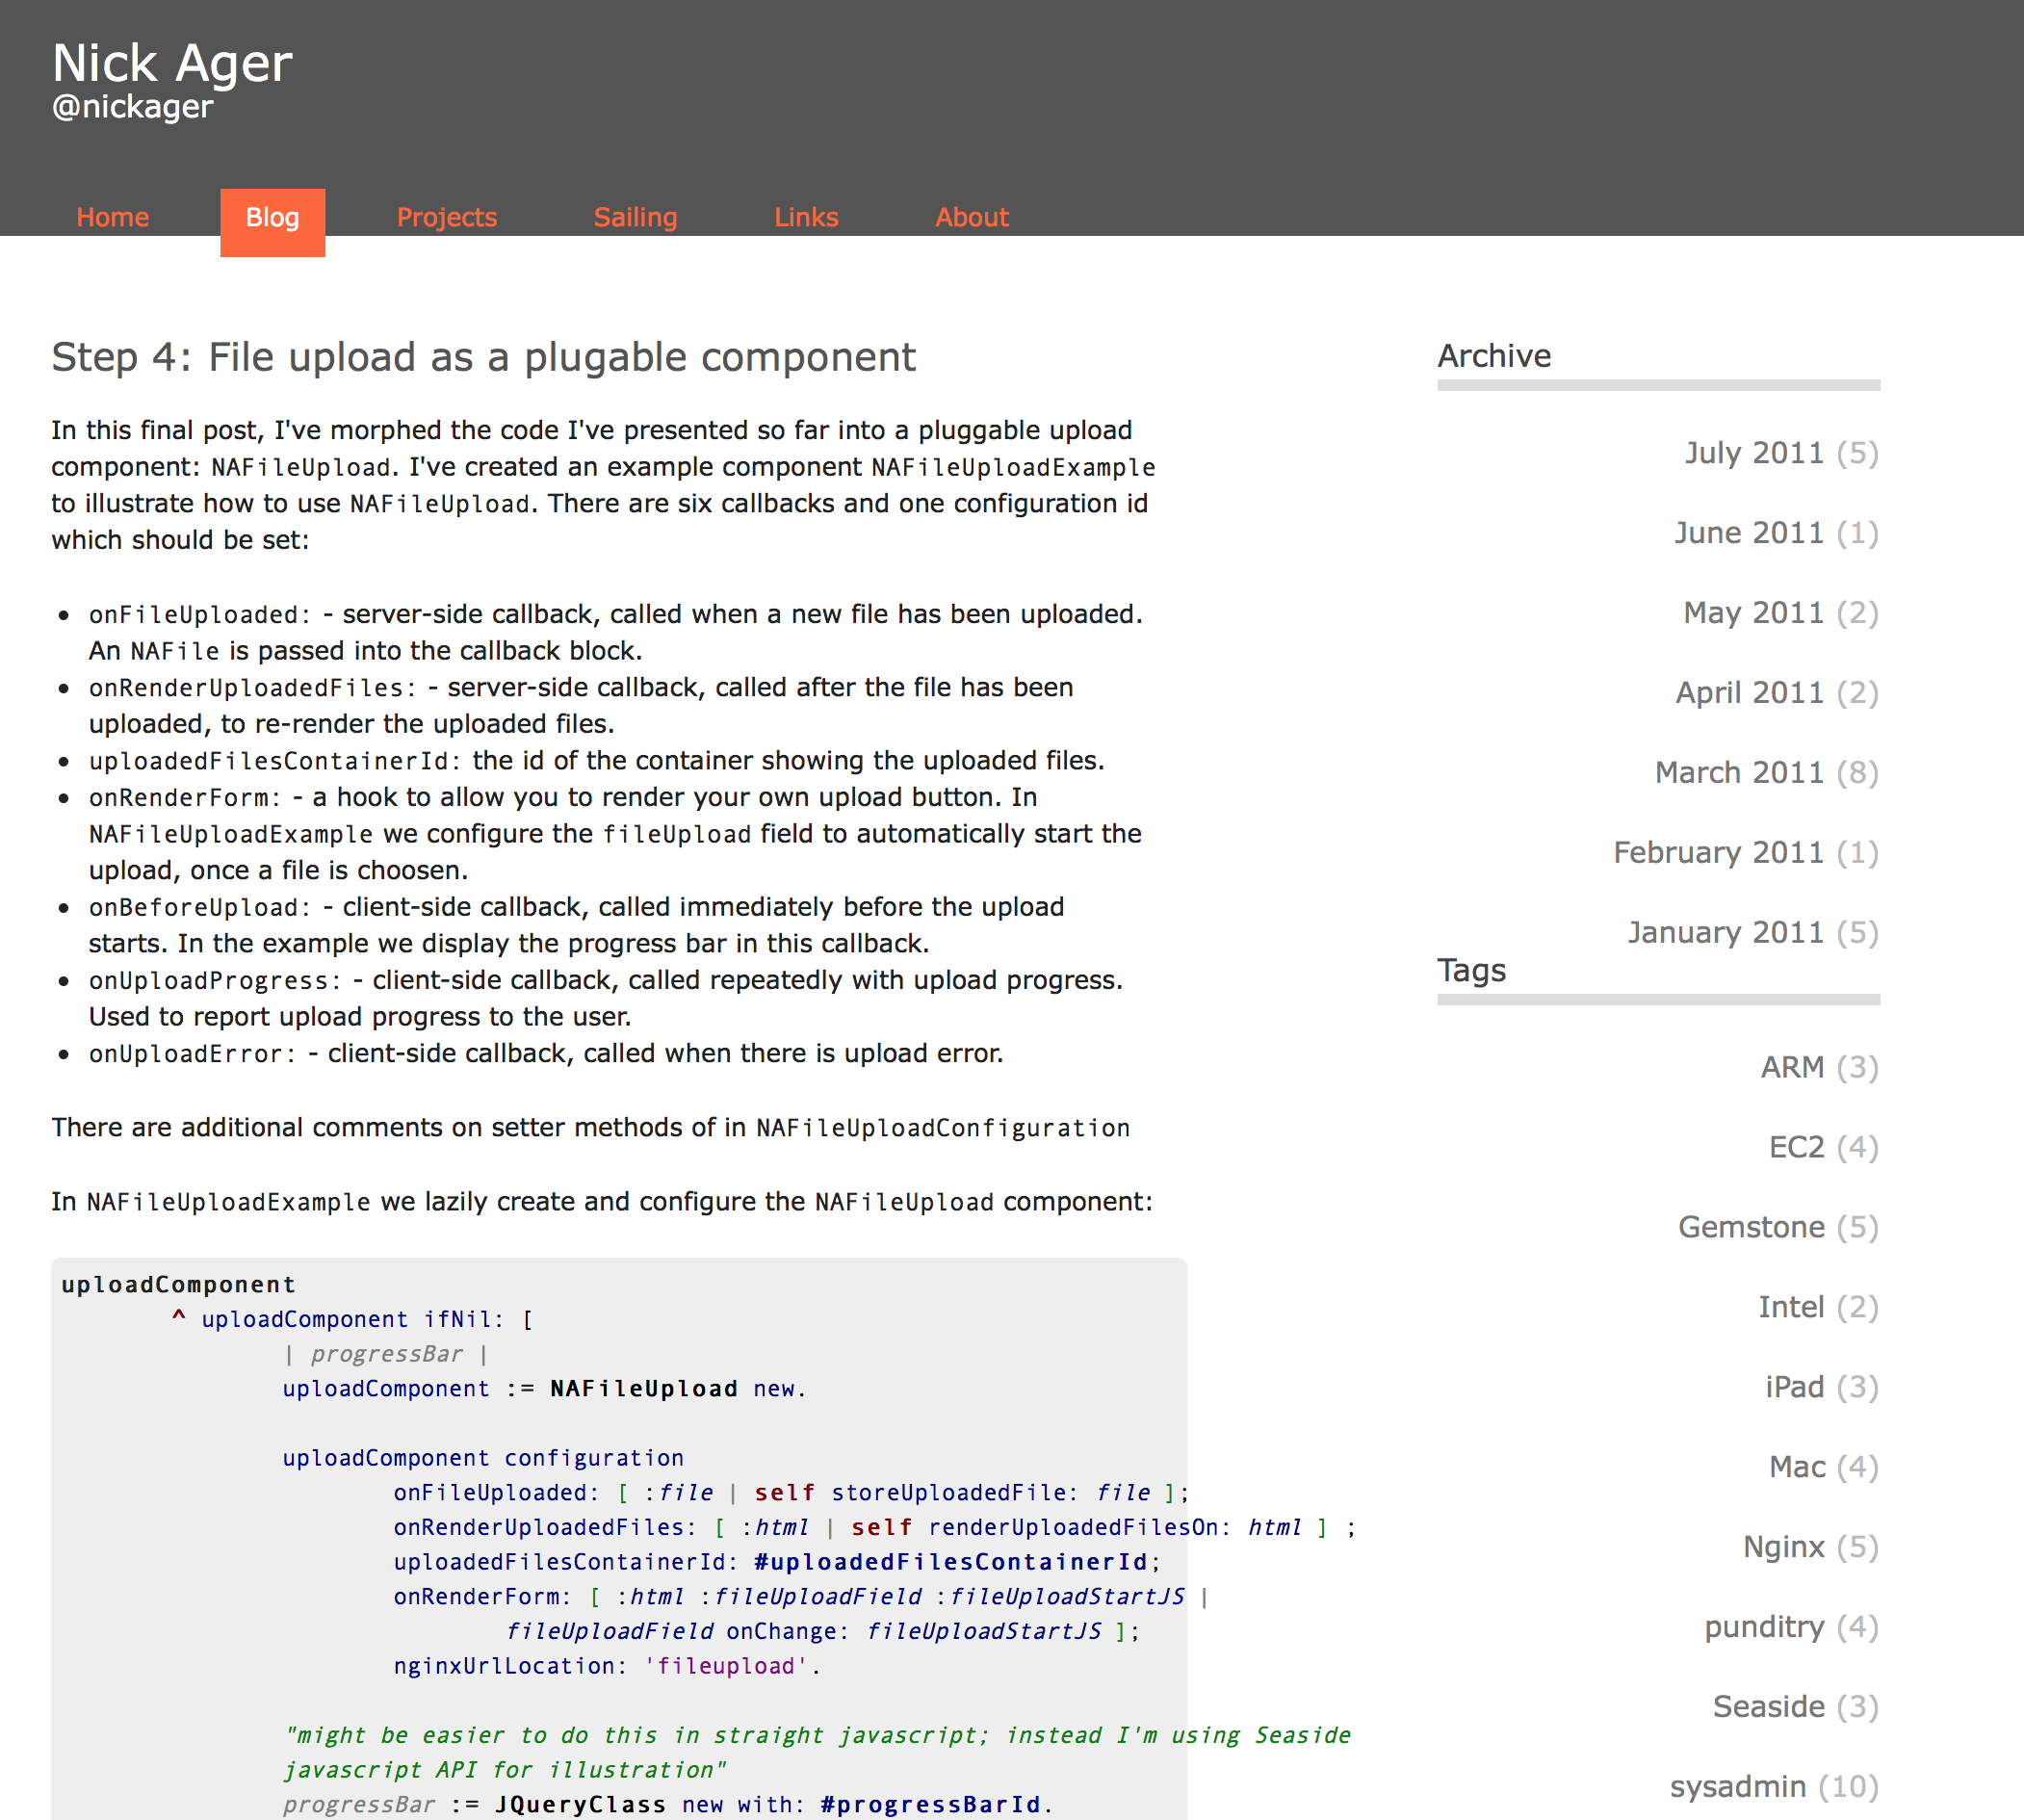 Nick Ager
@nickager
Home Blog Projects Sailing Links About
Step 4: File upload as a plugable component
In this final post, I've morphed the code I've presented so far into a pluggable upload
component: NAFileUpload. I've created an example component NAFileUploadExample
to illustrate how to use NAFileUpload. There are six callbacks and one configuration id
which should be set:
• onFileUploaded: - server-side callback, called when a new file has been uploaded.
An NAFile is passed into the callback block.
• onRenderUploadedFiles: - server-side callback, called after the file has been
uploaded, to re-render the uploaded files.
• uploadedFilesContainerId: the id of the container showing the uploaded files.
• onRenderForm: - a hook to allow you to render your own upload button. In
NAFileUploadExample we configure the fileUpload field to automatically start the
upload, once a file is choosen.
• onBeforeUpload: - client-side callback, called immediately before the upload
starts. In the example we display the progress bar in this callback.
• onUploadProgress: - client-side callback, called repeatedly with upload progress.
Used to report upload progress to the user.
• onUploadError: - client-side callback, called when there is upload error.
There are additional comments on setter methods of in NAFileUploadConfiguration
In NAFileUploadExample we lazily create and configure the NAFileUpload component:
uploadComponent
^ uploadComponent ifNil: [
| progressBar |
uploadComponent := NAFileUpload new.
uploadComponent configuration
onFileUploaded: [ :file | self storeUploadedFile: file ];
onRenderUploadedFiles: [ :html | self renderUploadedFilesOn: html ] ;
uploadedFilesContainerId: #uploadedFilesContainerId;
onRenderForm: [ :html :fileUploadField :fileUploadStartJS |
fileUploadField onChange: fileUploadStartJS ];
nginxUrlLocation: 'fileupload'.
"might be easier to do this in straight javascript; instead I'm using Seaside
javascript API for illustration"
progressBar := JQueryClass new with: #progressBarId.
Archive
July 2011 (5)
June 2011 (1)
May 2011 (2)
April 2011 (2)
March 2011 (8)
February 2011 (1)
January 2011 (5)
Tags
ARM (3)
EC2 (4)
Gemstone (5)
Intel (2)
iPad (3)
Mac (4)
Nginx (5)
punditry (4)
Seaside (3)
sysadmin (10)